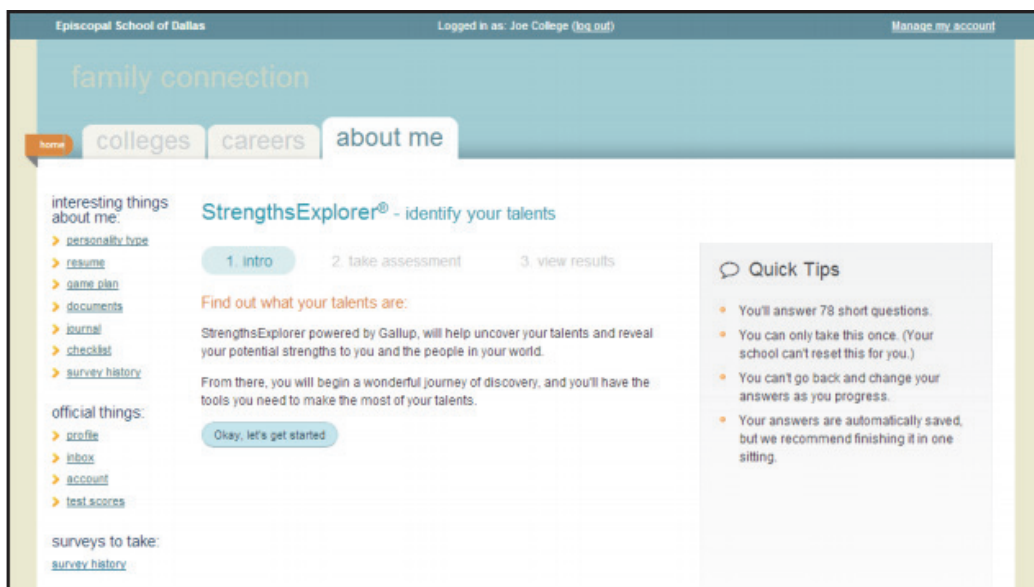 Episcopal School of Dallas
Logged in as: Joe College (log out)
Manage my account
family connection
home
colleges
careers
about me
interesting things
about me:
personality type
resume
game plan
documents
journal
checklist
survey history
official things:
profile
inbox
account
test scores
surveys to take:
survey history
StrengthsExplorer® - identify your talents
1. intro
2. take assessment
3. view results
Find out what your talents are:
StrengthsExplorer powered by Gallup, will help uncover your talents and reveal
your potential strengths to you and the people in your world.
From there, you will begin a wonderful journey of discovery, and you'll have the
tools you need to make the most of your talents.
Okay, let's get started
Quick Tips
You'll answer 78 short questions.
You can only take this once. (Your
school can't reset this for you.)
You can't go back and change your
answers as you progress.
Your answers are automatically saved,
but we recommend finishing it in one
sitting.